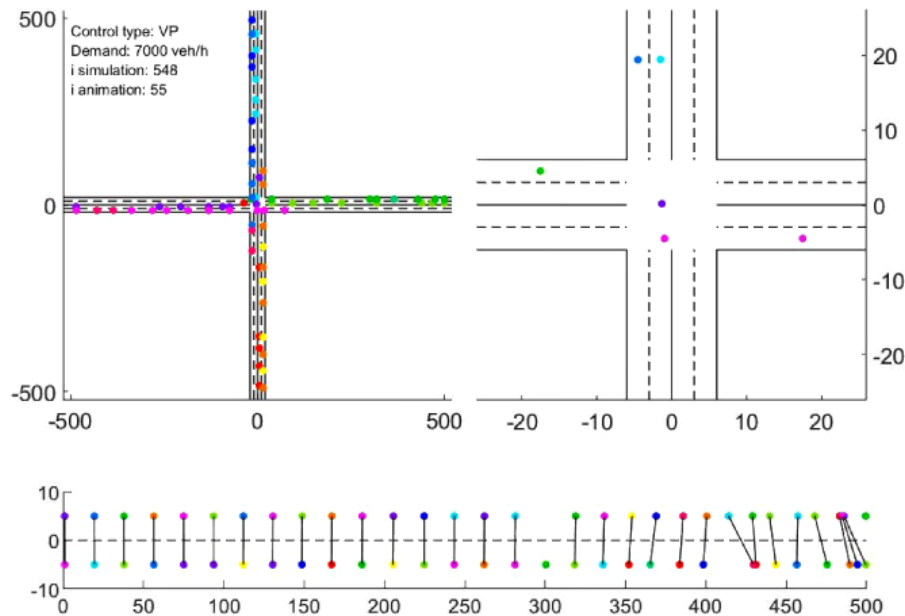 500
Control type: VP
Demand: 7000 veh/h
i simulation: 548
i animation: 55
0
-500
-500 0 500
20
10
0
-10
-20
-20 -10 0 10 20
10
0
-10
0 50 100 150 200 250 300 350 400 450 500